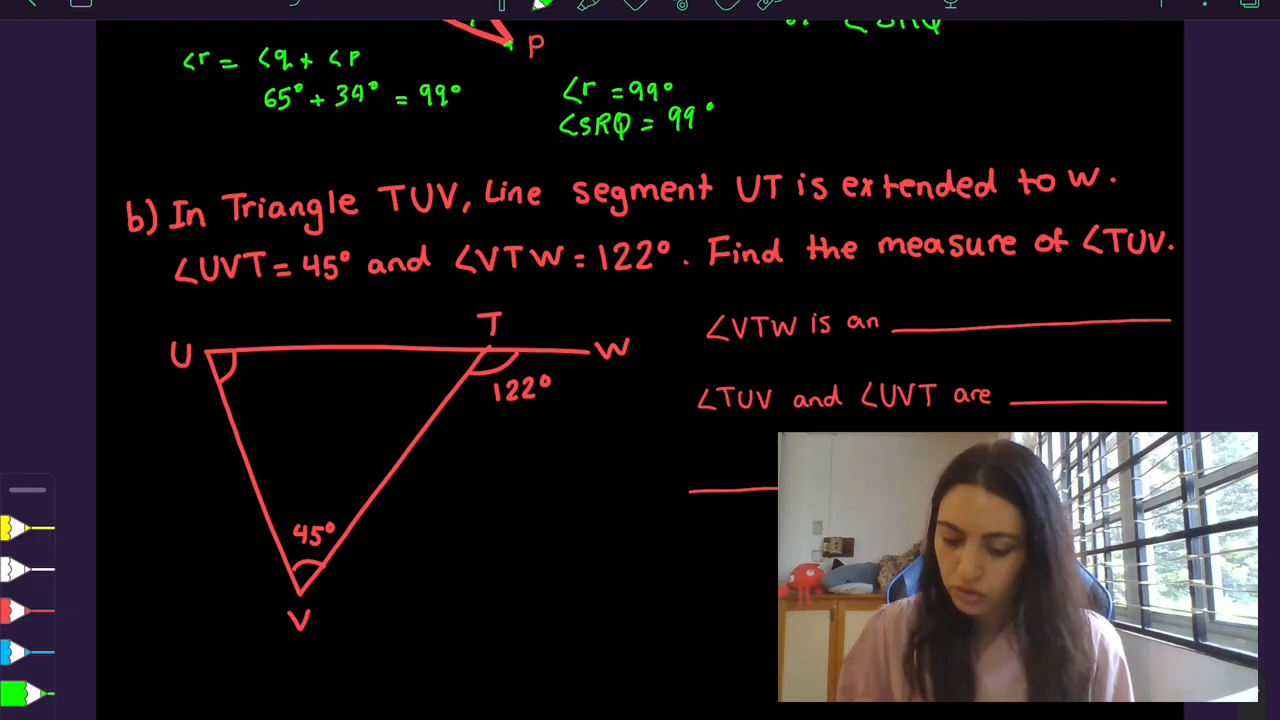 P
∠r = ∠q + ∠p
65° + 34° = 99°
∠r = 99°
∠SRQ = 99°
b) In Triangle TUV, Line segment UT is extended to W.
∠UVT = 45° and ∠VTW = 122°. Find the measure of ∠TUV.
T
U
W
122°
45°
V
∠VTW is an
∠TUV and ∠UVT are